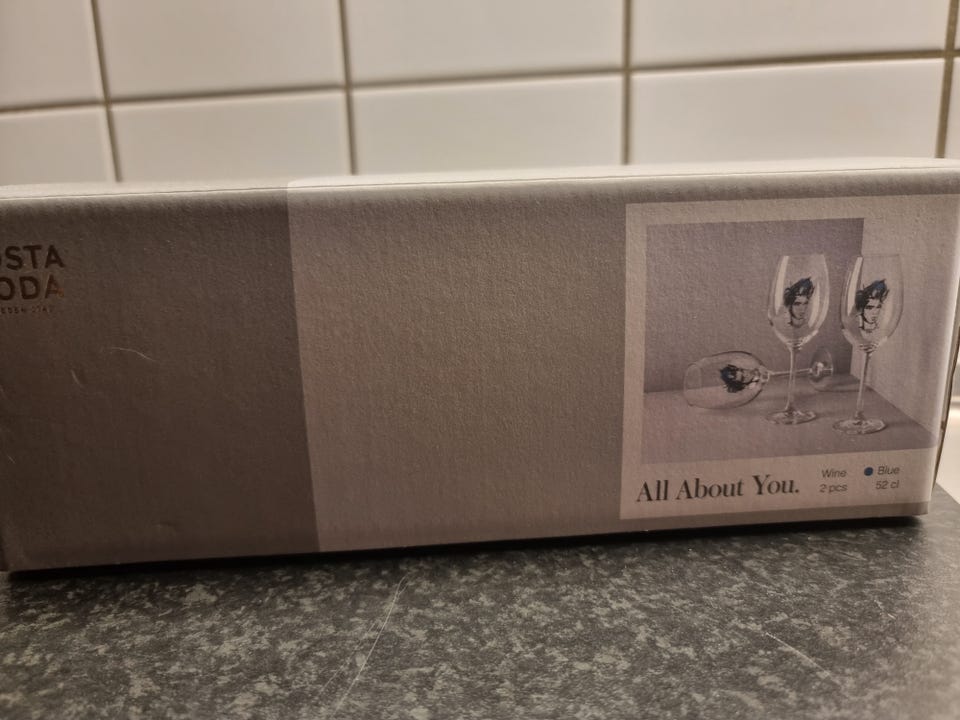 OSTA
ODA
All About You.
Wine
2 pcs
Blue
52 cl